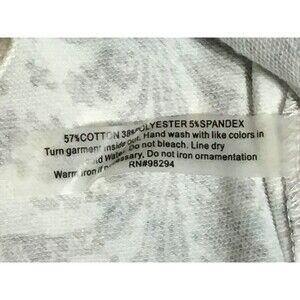 57%COTTON 38%POLYESTER 5%SPANDEX
Turn garment inside out. Hand wash with like colors in
Cold Water. Do not bleach. Line dry
Warm iron if necessary, Do not iron ornamentation
RN#98294